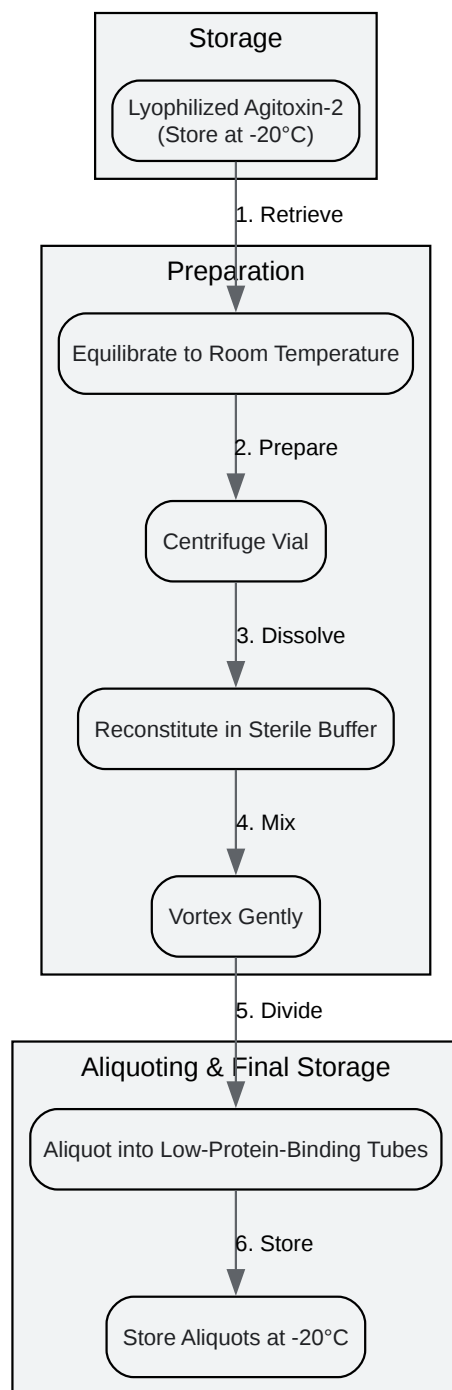 Storage
Lyophilized Agitoxin-2
(Store at -20°C)
1. Retrieve
Preparation
Equilibrate to Room Temperature
2. Prepare
Centrifuge Vial
3. Dissolve
Reconstitute in Sterile Buffer
4. Mix
Vortex Gently
5. Divide
Aliquoting & Final Storage
Aliquot into Low-Protein-Binding Tubes
6. Store
Store Aliquots at -20°C